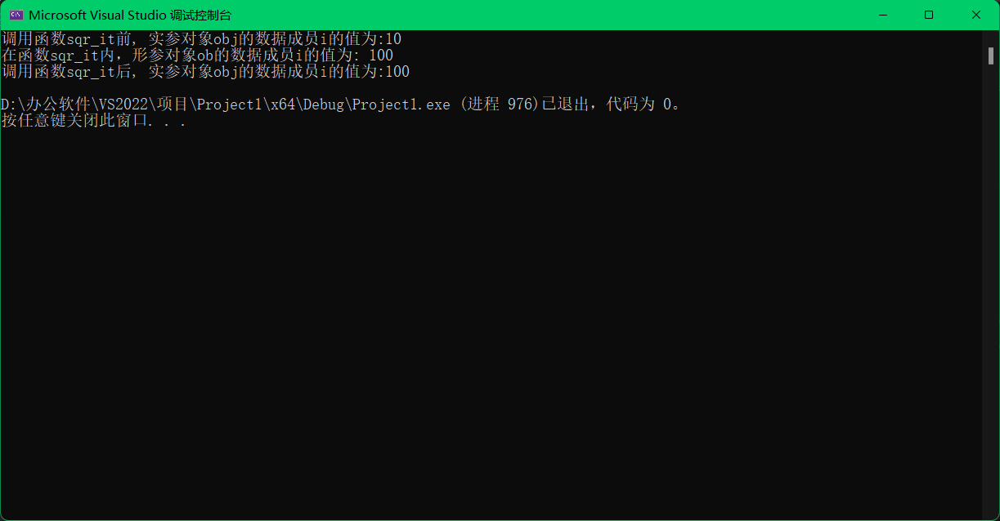 Microsoft Visual Studio 调试控制台
调用函数sqr_it前, 实参对象obj的数据成员i的值为:10
在函数sqr_it内，形参对象ob的数据成员i的值为: 100
调用函数sqr_it后, 实参对象obj的数据成员i的值为:100
D:\办公软件\VS2022\项目\Project1\x64\Debug\Project1.exe (进程 976)已退出，代码为 0。
按任意键关闭此窗口. . .